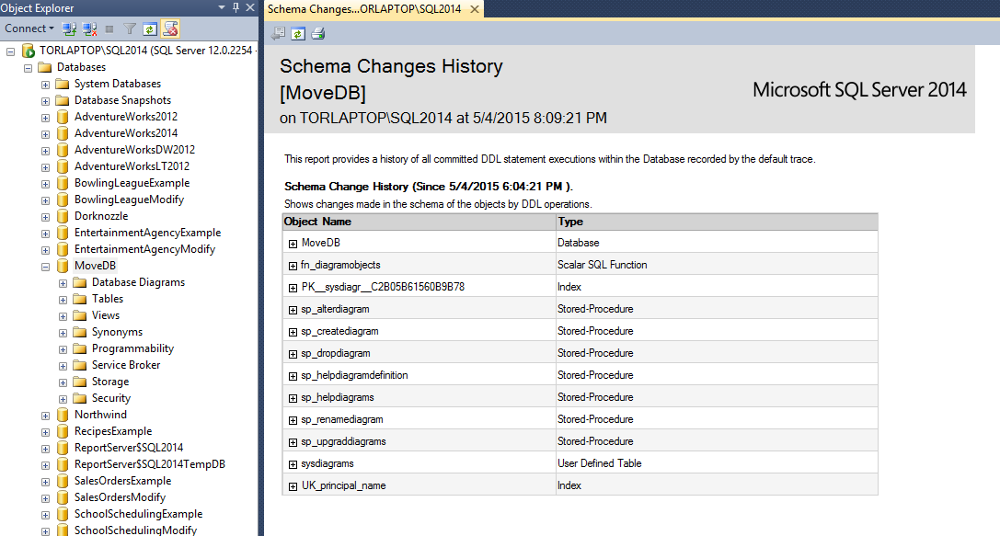 Object Explorer
Connect
TORLAPTOP\SQL2014 (SQL Server 12.0.2254 -
Databases
System Databases
Database Snapshots
AdventureWorks2012
AdventureWorks2014
AdventureWorksDW2012
AdventureWorksLT2012
BowlingLeagueExample
BowlingLeagueModify
Dorknozzle
EntertainmentAgencyExample
EntertainmentAgencyModify
MoveDB
Database Diagrams
Tables
Views
Synonyms
Programmability
Service Broker
Storage
Security
Northwind
RecipesExample
ReportServer$SQL2014
ReportServer$SQL2014TempDB
SalesOrdersExample
SalesOrdersModify
SchoolSchedulingExample
SchoolSchedulingModify
Schema Changes...ORLAPTOP\SQL2014
Schema Changes History
[MoveDB]
on TORLAPTOP\SQL2014 at 5/4/2015 8:09:21 PM
Microsoft SQL Server 2014
This report provides a history of all committed DDL statement executions within the Database recorded by the default trace.
Schema Change History (Since 5/4/2015 6:04:21 PM ).
Shows changes made in the schema of the objects by DDL operations.
Object Name Type
MoveDB Database
fn_diagramobjects Scalar SQL Function
PK__sysdiagr__C2B05B61560B9B78 Index
sp_alterdiagram Stored-Procedure
sp_creatediagram Stored-Procedure
sp_dropdiagram Stored-Procedure
sp_helpdiagramdefinition Stored-Procedure
sp_helpdiagrams Stored-Procedure
sp_renamediagram Stored-Procedure
sp_upgraddiagrams Stored-Procedure
sysdiagrams User Defined Table
UK_principal_name Index